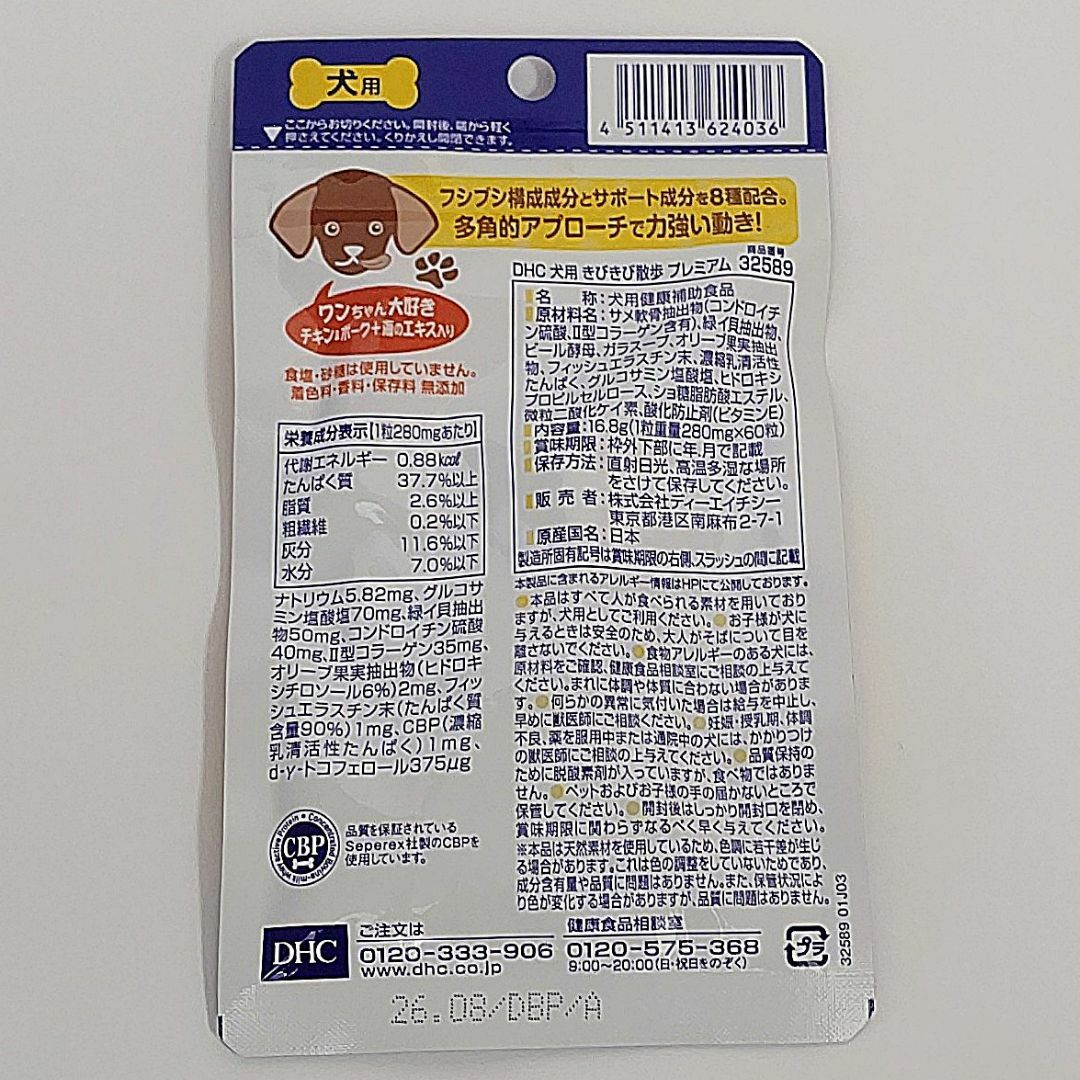 犬用
ここからお切りください。開封後、端から軽く
押さえてください。くりかえし開閉できます。
4 511413 624036
フシブシ構成成分とサポート成分を8種配合。
多角的アプローチで力強い動き!
ワンちゃん大好き
チキン&ポーク+海のエキス入り
食塩・砂糖は使用していません。
着色料・香料・保存料 無添加
栄養成分表示【1粒280mgあたり】
代謝エネルギー 0.88kcal
たんぱく質 37.7%以上
脂質 2.6%以上
粗繊維 0.2%以下
灰分 11.6%以下
水分 7.0%以下
ナトリウム5.82mg、グルコサ
ミン塩酸塩70mg、緑イ貝抽出
物50mg、コンドロイチン硫酸
40mg、Ⅱ型コラーゲン35mg、
オリーブ果実抽出物(ヒドロキ
シチロソール6%)2mg、フィッ
シュエラスチン末(たんぱく質
含量90%)1mg、CBP(濃縮
乳清活性たんぱく)1mg、
d-γ-トコフェロール375μg
CBP
品質を保証されている
Seperex社製のCBPを
使用しています。
商品番号
DHC 犬用 きびきび散歩 プレミアム 32589
名 称:犬用健康補助食品
原材料名:サメ軟骨抽出物(コンドロイチ
ン硫酸、Ⅱ型コラーゲン含有)、緑イ貝抽出物、
ビール酵母、ガラスープ、オリーブ果実抽出
物、フィッシュエラスチン末、濃縮乳清活性
たんぱく、グルコサミン塩酸塩、ヒドロキシ
プロピルセルロース、ショ糖脂肪酸エステル、
微粒二酸化ケイ素、酸化防止剤(ビタミンE)
内容量:16.8g(1粒重量280mg×60粒)
賞味期限:枠外下部に年.月で記載
保存方法:直射日光、高温多湿な場所
をさけて保存してください。
販売者:株式会社ディーエイチシー
東京都港区南麻布2-7-1
原産国名:日本
製造所固有記号は賞味期限の右側、スラッシュの間に記載
本製品に含まれるアレルギー情報はHPにて公開しております。
●本品はすべて人が食べられる素材を用いており
ますが、犬用としてご利用ください。●お子様が犬に
与えるときは安全のため、大人がそばについて目を
離さないでください。●食物アレルギーのある犬には、
原材料をご確認、健康食品相談室にご相談の上与えて
ください。まれに体調や体質に合わない場合がありま
す。●何らかの異常に気付いた場合は給与を中止し、
早めに獣医師にご相談ください。●妊娠・授乳期、体調
不良、薬を服用中または通院中の犬には、かかりつけ
の獣医師にご相談の上与えてください。●品質保持の
ために脱酸素剤が入っていますが、食べ物ではありま
せん。●ペットおよびお子様の手の届かないところで
保管してください。●開封後はしっかり開封口を閉め、
賞味期限に関わらずなるべく早く与えてください。
※本品は天然素材を使用しているため、色調に若干差が生じ
る場合があります。これは色の調整をしていないためであり、
成分含有量や品質に問題はありません。また、保管状況によ
り色が変化する場合がありますが、品質に問題はありません。
DHC
ご注文は
0120-333-906
www.dhc.co.jp
健康食品相談室
0120-575-368
9:00~20:00(日・祝日をのぞく)
プラ
32589 01J03
26.08/DBP/A